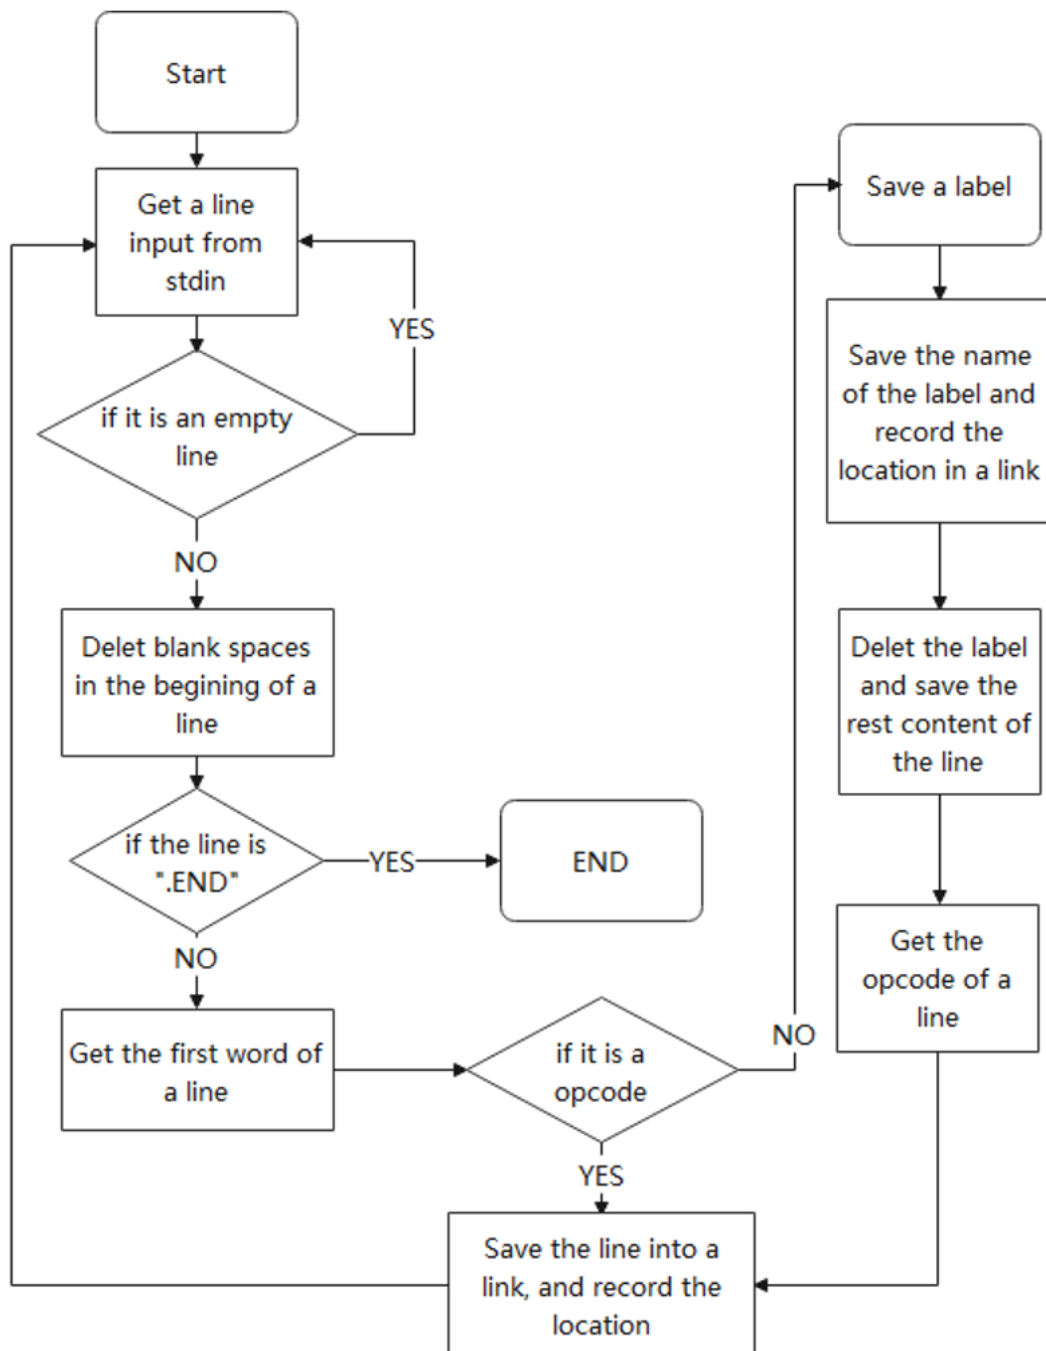 Start
Get a line
input from
stdin
YES
if it is an empty
line
NO
Delet blank spaces
in the begining of a
line
if the line is
".END"
YES
END
NO
Get the first word of
a line
if it is a
opcode
NO
YES
Save the line into a
link, and record the
location
Save a label
Save the name
of the label and
record the
location in a link
Delet the label
and save the
rest content of
the line
Get the
opcode of a
line